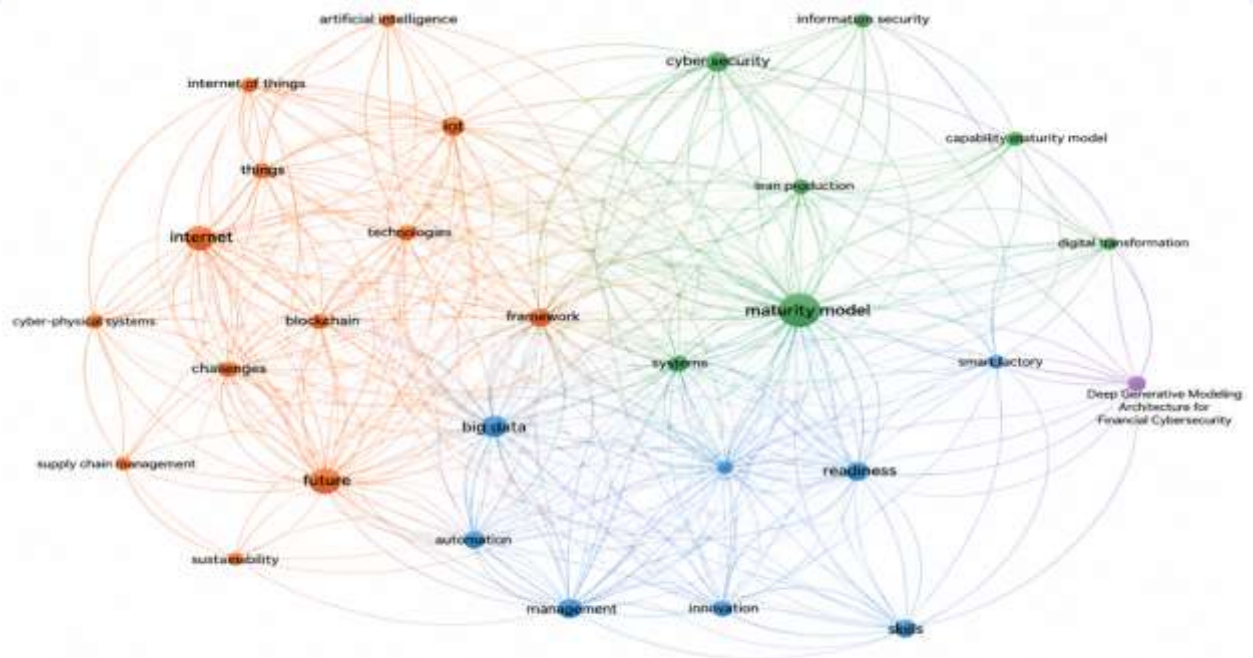 artificial intelligence
information security
cyber security
internet of things
iot
capability maturity model
things
lean production
internet
technologies
digital transformation
maturity model
framework
cyber-physical systems
blockchain
systems
smart factory
challenges
Deep Generative Modeling
Architecture for
Financial Cybersecurity
big data
supply chain management
readiness
future
automation
sustainability
management
innovation
skills